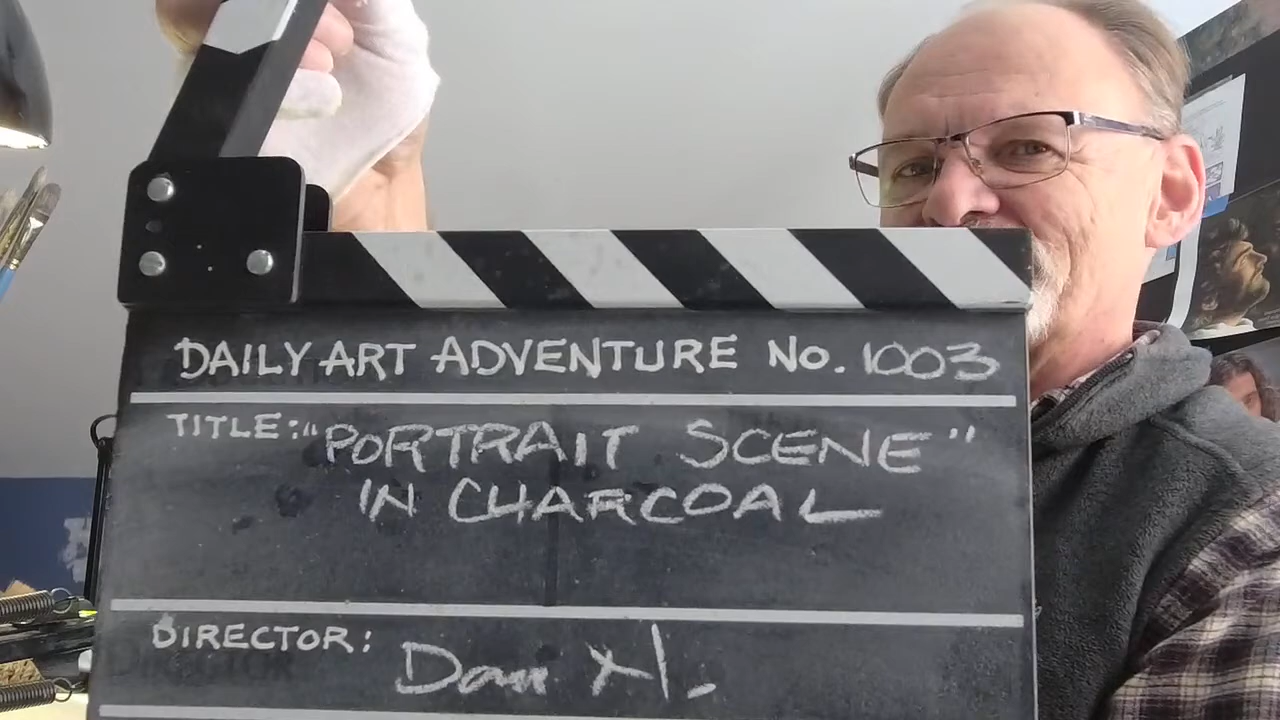 DAILY ART ADVENTURE No. 1003
TITLE: "PORTRAIT SCENE"
IN CHARCOAL
DIRECTOR: Dan H.